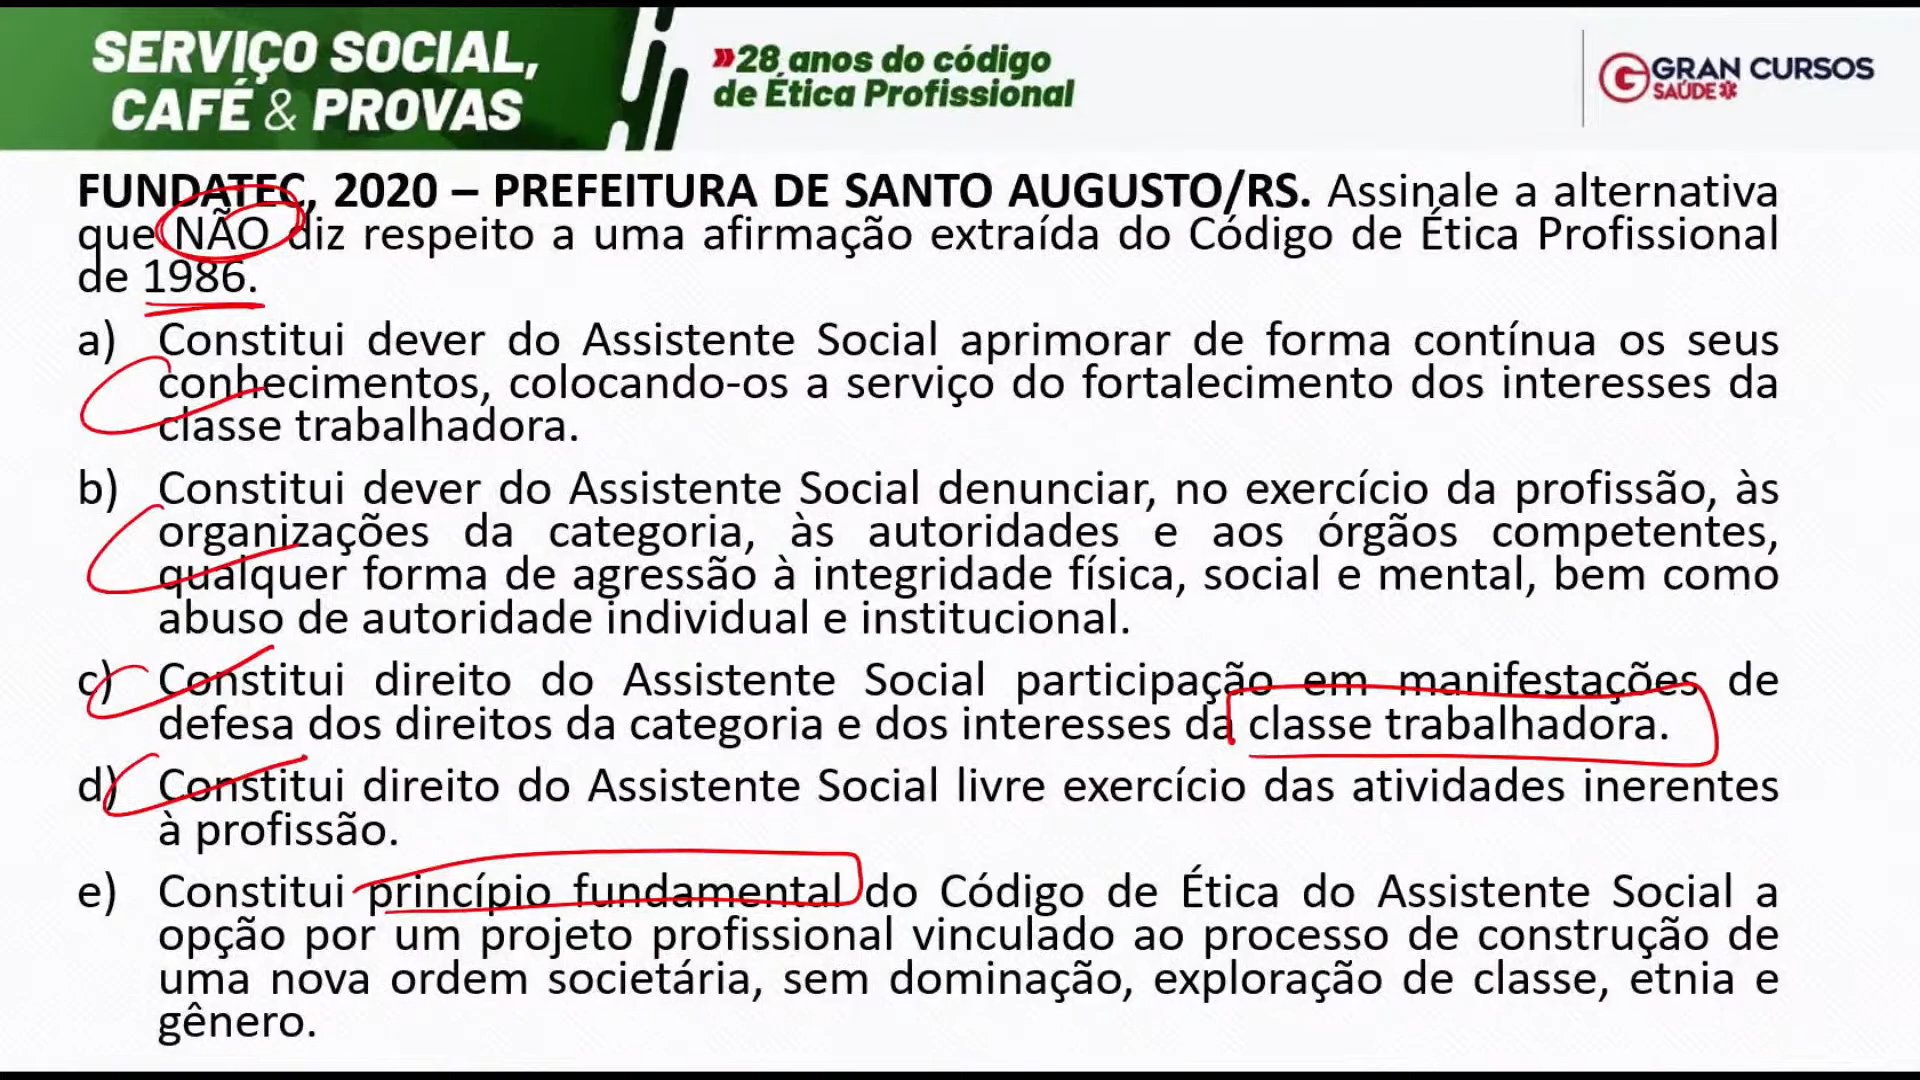 SERVIÇO SOCIAL,
CAFÉ & PROVAS
»28 anos do código
de Ética Profissional
GRAN CURSOS
SAÚDE
FUNDATEC, 2020 – PREFEITURA DE SANTO AUGUSTO/RS. Assinale a alternativa
que NÃO diz respeito a uma afirmação extraída do Código de Ética Profissional
de 1986.
a) Constitui dever do Assistente Social aprimorar de forma contínua os seus
conhecimentos, colocando-os a serviço do fortalecimento dos interesses da
classe trabalhadora.
b) Constitui dever do Assistente Social denunciar, no exercício da profissão, às
organizações da categoria, às autoridades e aos órgãos competentes,
qualquer forma de agressão à integridade física, social e mental, bem como
abuso de autoridade individual e institucional.
c) Constitui direito do Assistente Social participação em manifestações de
defesa dos direitos da categoria e dos interesses da classe trabalhadora.
d) Constitui direito do Assistente Social livre exercício das atividades inerentes
à profissão.
e) Constitui princípio fundamental do Código de Ética do Assistente Social a
opção por um projeto profissional vinculado ao processo de construção de
uma nova ordem societária, sem dominação, exploração de classe, etnia e
gênero.